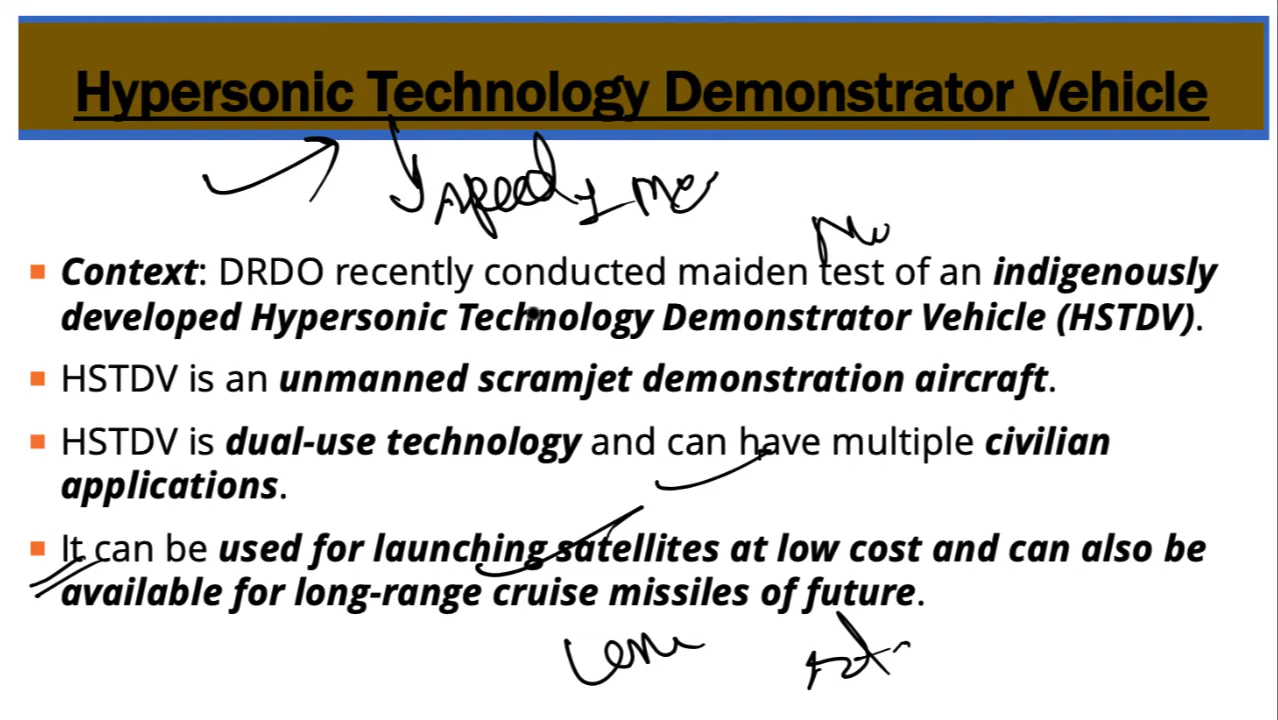 Hypersonic Technology Demonstrator Vehicle
speed
■ Context: DRDO recently conducted maiden test of an indigenously
developed Hypersonic Technology Demonstrator Vehicle (HSTDV).
■ HSTDV is an unmanned scramjet demonstration aircraft.
■ HSTDV is dual-use technology and can have multiple civilian
applications.
■ It can be used for launching satellites at low cost and can also be
available for long-range cruise missiles of future.